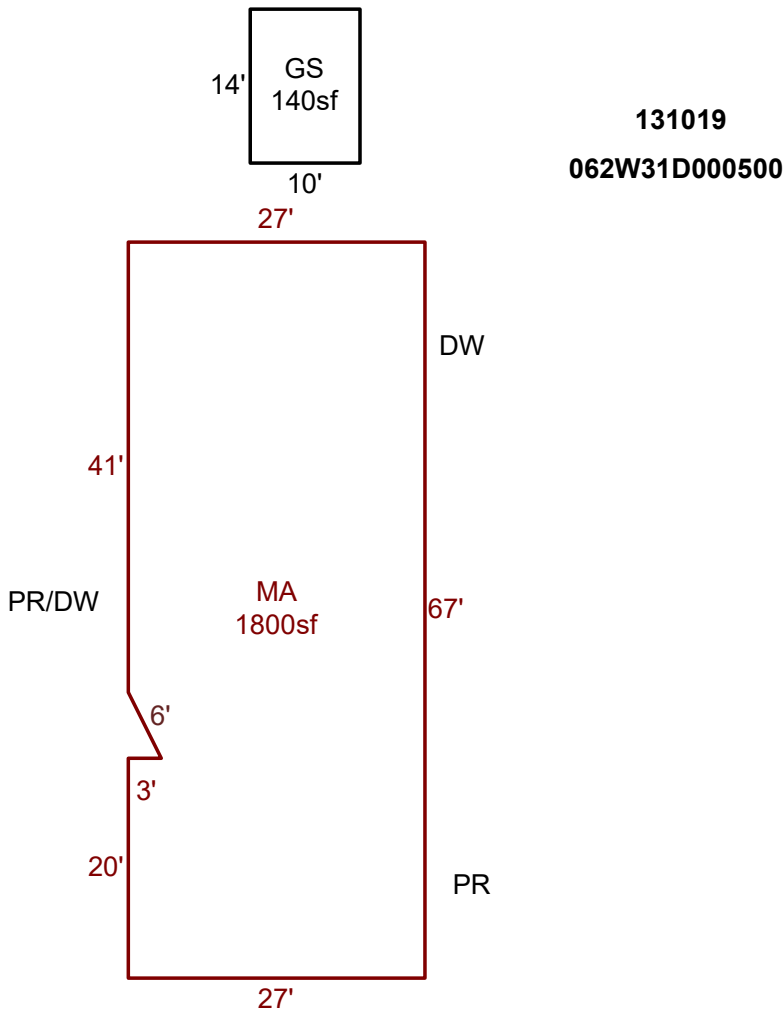 14'
GS
140sf
10'
131019
062W31D000500
27'
DW
41'
PR/DW
MA
1800sf
67'
6'
3'
20'
PR
27'